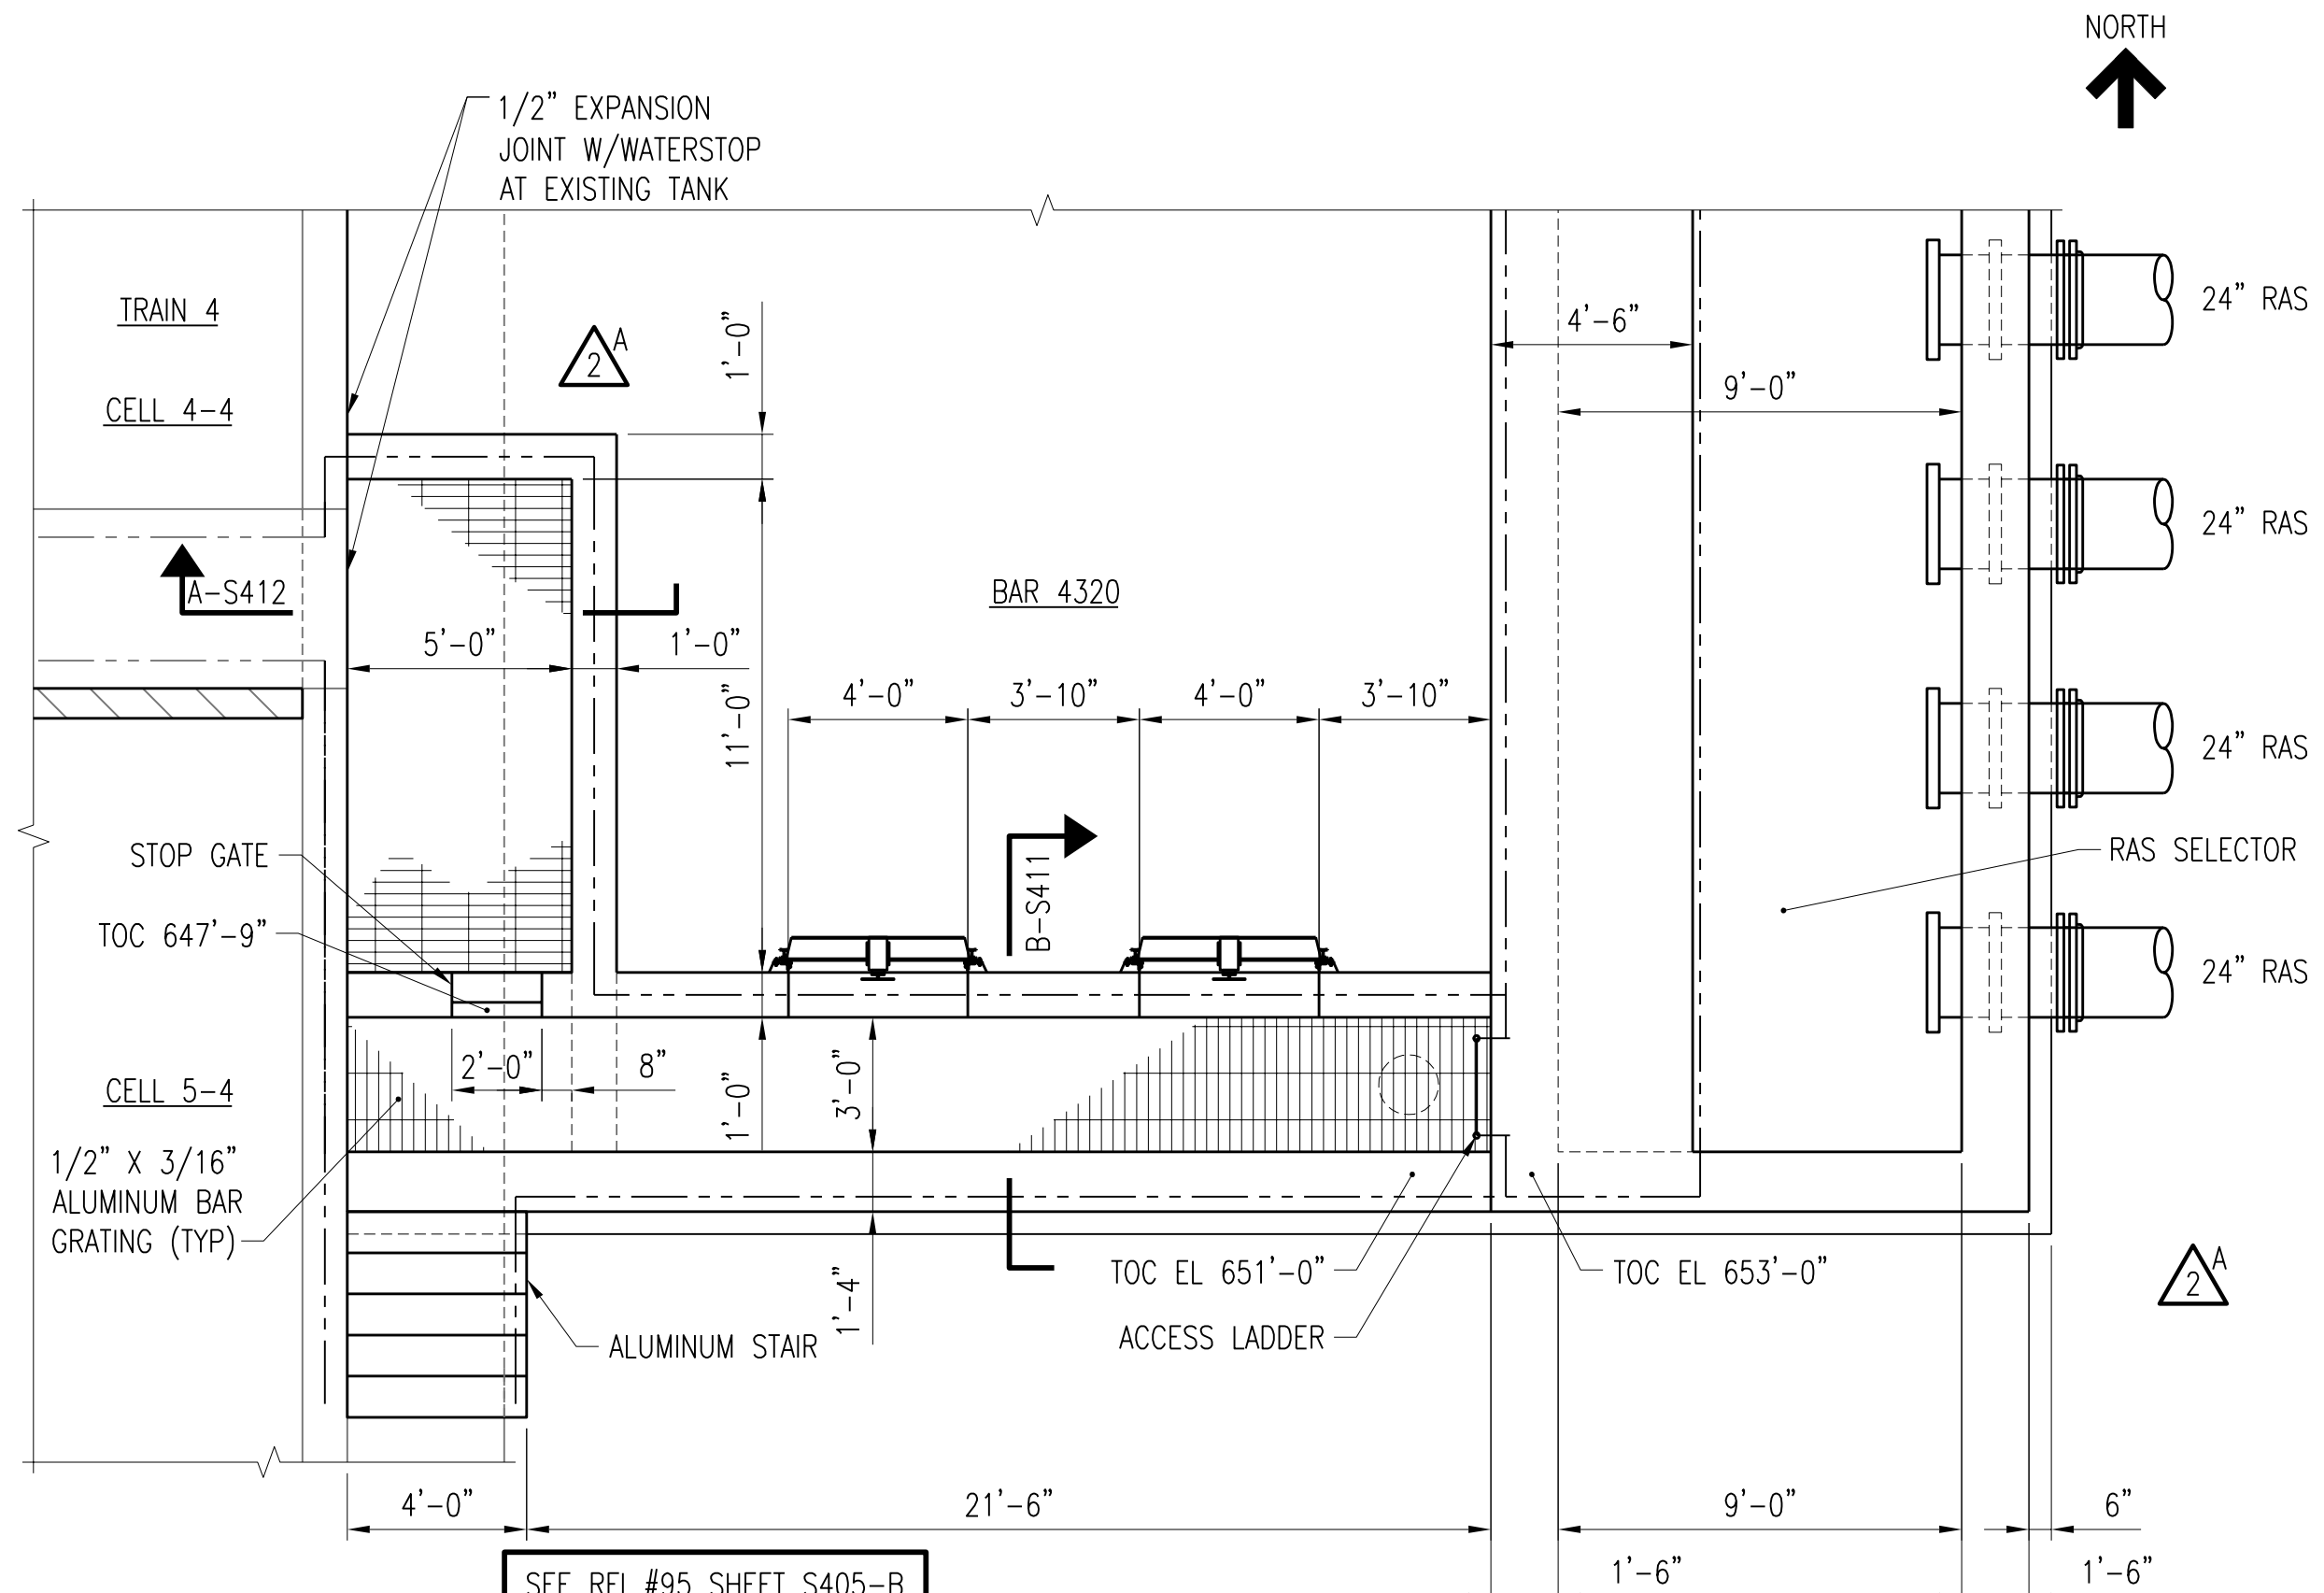 NORTH
1/2" EXPANSION
JOINT W/WATERSTOP
AT EXISTING TANK
TRAIN 4
CELL 4-4
2
A
1'-0"
4'-6"
9'-0"
24" RAS
24" RAS
24" RAS
24" RAS
A-S412
BAR 4320
5'-0"
1'-0"
11'-0"
4'-0"
3'-10"
4'-0"
3'-10"
STOP GATE
TOC 647'-9"
B-S411
RAS SELECTOR
CELL 5-4
2'-0"
8"
1'-0"
3'-0"
1/2" X 3/16"
ALUMINUM BAR
GRATING (TYP)
1'-4"
TOC EL 651'-0"
TOC EL 653'-0"
2
A
ALUMINUM STAIR
ACCESS LADDER
4'-0"
21'-6"
9'-0"
6"
1'-6"
1'-6"
SHEET S405-B